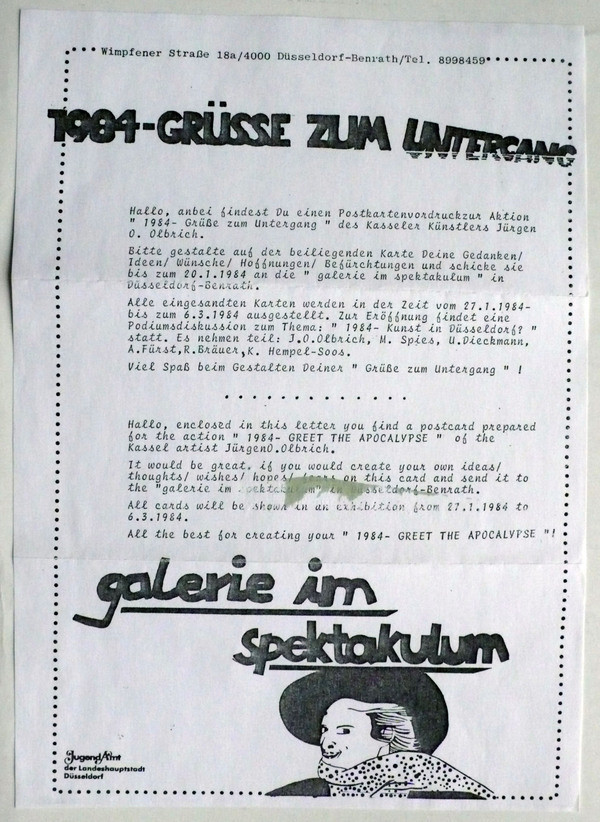 Wimpfener Straße 18a/4000 Düsseldorf-Benrath/Tel. 8998459
1984-GRÜSSE ZUM UNTERGANG
Hallo, anbei findest Du einen Postkartenvordruckzur Aktion
" 1984- Grüße zum Untergang " des Kasseler Künstlers Jürgen
O. Olbrich.
Bitte gestalte auf der beiliegenden Karte Deine Gedanken/
Ideen/ Wünsche/ Hoffnungen/ Befürchtungen und schicke sie
bis zum 20.1.1984 an die " galerie im spektakulum " in
Düsseldorf-Benrath.
Alle eingesandten Karten werden in der Zeit vom 27.1.1984-
bis zum 6.3.1984 ausgestellt. Zur Eröffnung findet eine
Podiumsdiskussion zum Thema: " 1984- Kunst in Düsseldorf? "
statt. Es nehmen teil: J.O.Olbrich, M. Spies, U.Dieckmann,
A.Fürst,R.Bräuer,K. Hempel-Soos.
Viel Spaß beim Gestalten Deiner " Grüße zum Untergang " !
Hallo, enclosed in this letter you find a postcard prepared
for the action " 1984- GREET THE APOCALYPSE " of the
Kassel artist JürgenO.Olbrich.
It would be great, if you would create your own ideas/
thoughts/ wishes/ hopes/ fears on this card and send it to
the "galerie im spektakulum" in Düsseldorf-Benrath.
All cards will be shown in an exhibition from 27.1.1984 to
6.3.1984.
All the best for creating your " 1984- GREET THE APOCALYPSE "!
galerie im
spektakulum
JugendAmt
der Landeshauptstadt
Düsseldorf